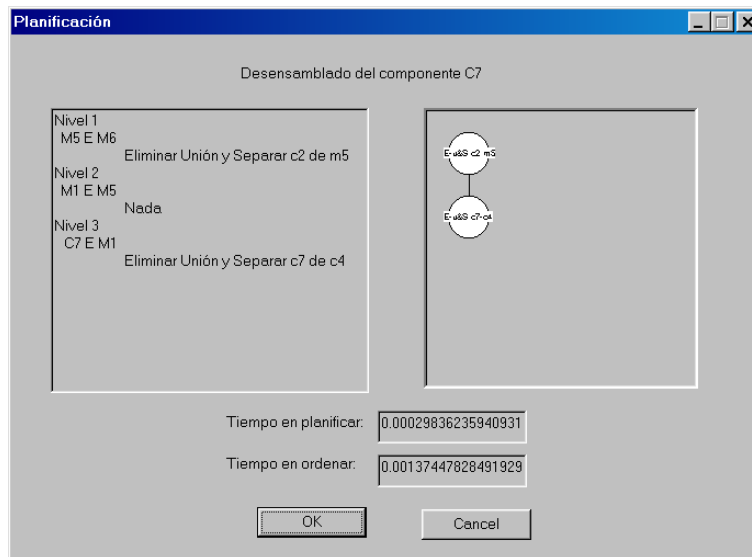 Planificación
Desensamblado del componente C7
Nivel 1
M5 E M6
Eliminar Unión y Separar c2 de m5
Nivel 2
M1 E M5
Nada
Nivel 3
C7 E M1
Eliminar Unión y Separar c7 de c4
E-u&S c2-m5
E-u&S c7-c4
Tiempo en planificar:
0.00029836235940931
Tiempo en ordenar:
0.00137447828491929
OK
Cancel